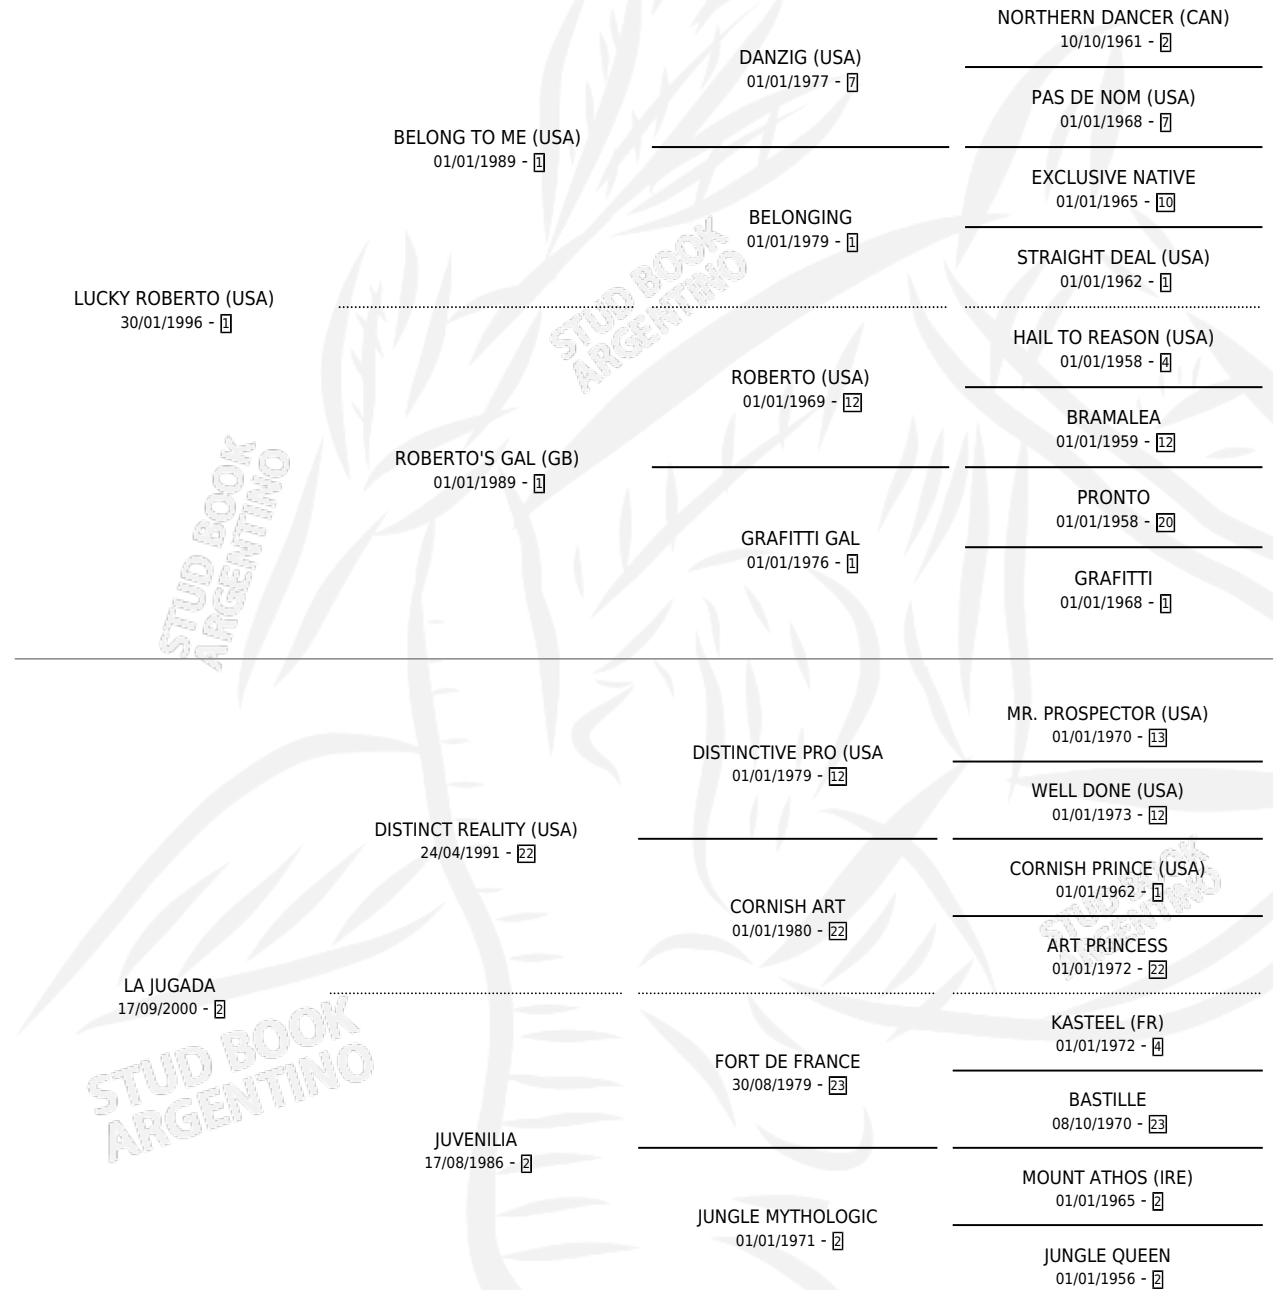 NORTHERN DANCER (CAN)
10/10/1961 - 2
DANZIG (USA)
01/01/1977 - 7
PAS DE NOM (USA)
01/01/1968 - 7
BELONG TO ME (USA)
01/01/1989 - 1
EXCLUSIVE NATIVE
01/01/1965 - 10
BELONGING
01/01/1979 - 1
STRAIGHT DEAL (USA)
01/01/1962 - 1
LUCKY ROBERTO (USA)
30/01/1996 - 1
HAIL TO REASON (USA)
01/01/1958 - 4
ROBERTO (USA)
01/01/1969 - 12
BRAMALEA
01/01/1959 - 12
ROBERTO'S GAL (GB)
01/01/1989 - 1
PRONTO
01/01/1958 - 20
GRAFITTI GAL
01/01/1976 - 1
GRAFITTI
01/01/1968 - 1
STUD BOOK
ARGENTINO
STUD BOOK
ARGENTINO
MR. PROSPECTOR (USA)
01/01/1970 - 13
DISTINCTIVE PRO (USA
01/01/1979 - 12
WELL DONE (USA)
01/01/1973 - 12
DISTINCT REALITY (USA)
24/04/1991 - 22
CORNISH PRINCE (USA)
01/01/1962 - 1
CORNISH ART
01/01/1980 - 22
ART PRINCESS
01/01/1972 - 22
LA JUGADA
17/09/2000 - 2
KASTEEL (FR)
01/01/1972 - 4
FORT DE FRANCE
30/08/1979 - 23
BASTILLE
08/10/1970 - 23
JUVENILIA
17/08/1986 - 2
MOUNT ATHOS (IRE)
01/01/1965 - 2
JUNGLE MYTHOLOGIC
01/01/1971 - 2
JUNGLE QUEEN
01/01/1956 - 2
STUD BOOK
ARGENTINO
STUD BOOK
ARGENTINO